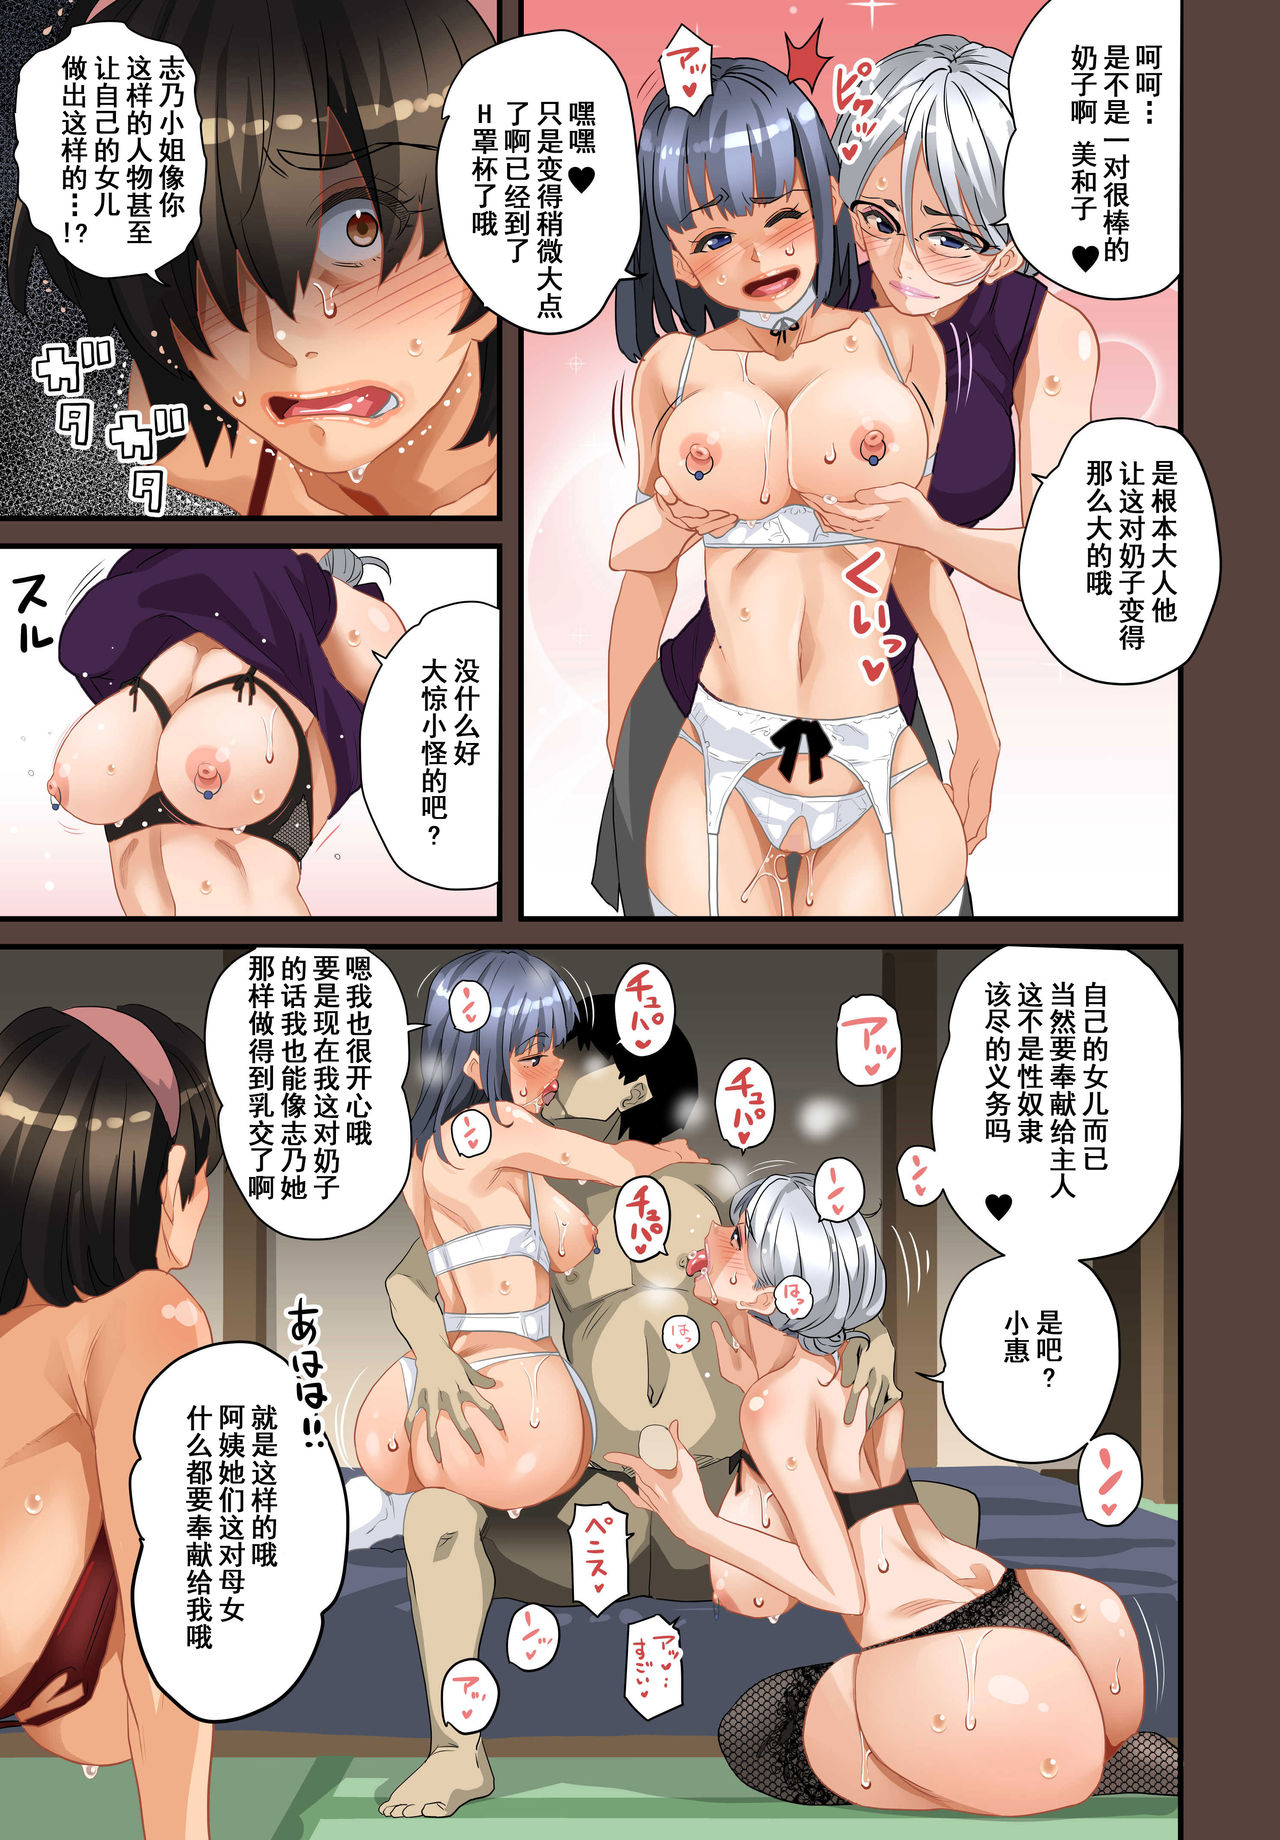 呵呵…
是不是一对很棒的
奶子啊 美和子♥
ピクッ
アッ♥
嘿嘿♥
只是变得稍微大点
了啊已经到了
H罩杯了哦
是根本大人他
让这对奶子变得
那么大的哦
くいっ♥
志乃小姐像你
这样的人物甚至
让自己的女儿
做出这样的…!?
ガタ
ガタ
没什么好
大惊小怪的吧?
スル
自己的女儿而已
当然要奉献给主人
这不是性奴隶
该尽的义务吗♥
是吧?
小惠
アッ♥
チュパ♥
チュパ♥
チュパ♥
嗯我也很开心哦
要是现在我这对奶子
的话我也能像志乃她
那样做得到乳交了啊
はっ
はっ
あはは!!
就是这样的哦
阿姨她们这对母女
什么都要奉献给我哦
ペニス♥
アッ…
すごい♥
アッ♥